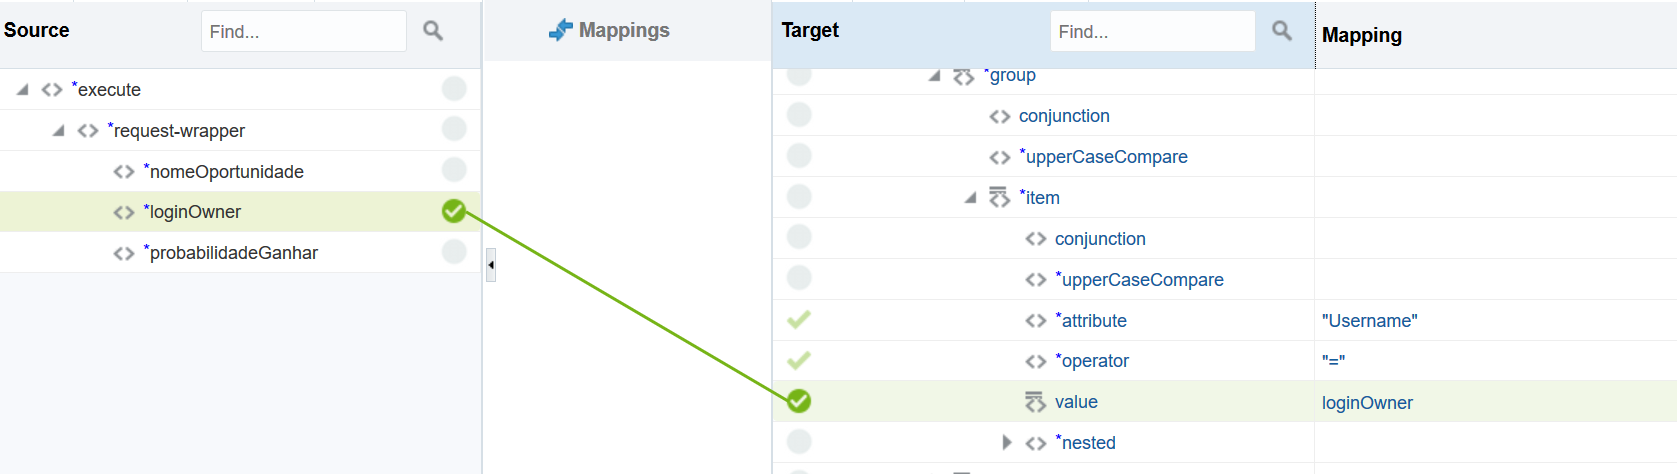 Source
Find...
*execute
*request-wrapper
*nomeOportunidade
*loginOwner
*probabilidadeGanhar
Mappings
Target
Find...
Mapping
*group
conjunction
*upperCaseCompare
*item
conjunction
*upperCaseCompare
*attribute "Username"
*operator "="
value loginOwner
*nested